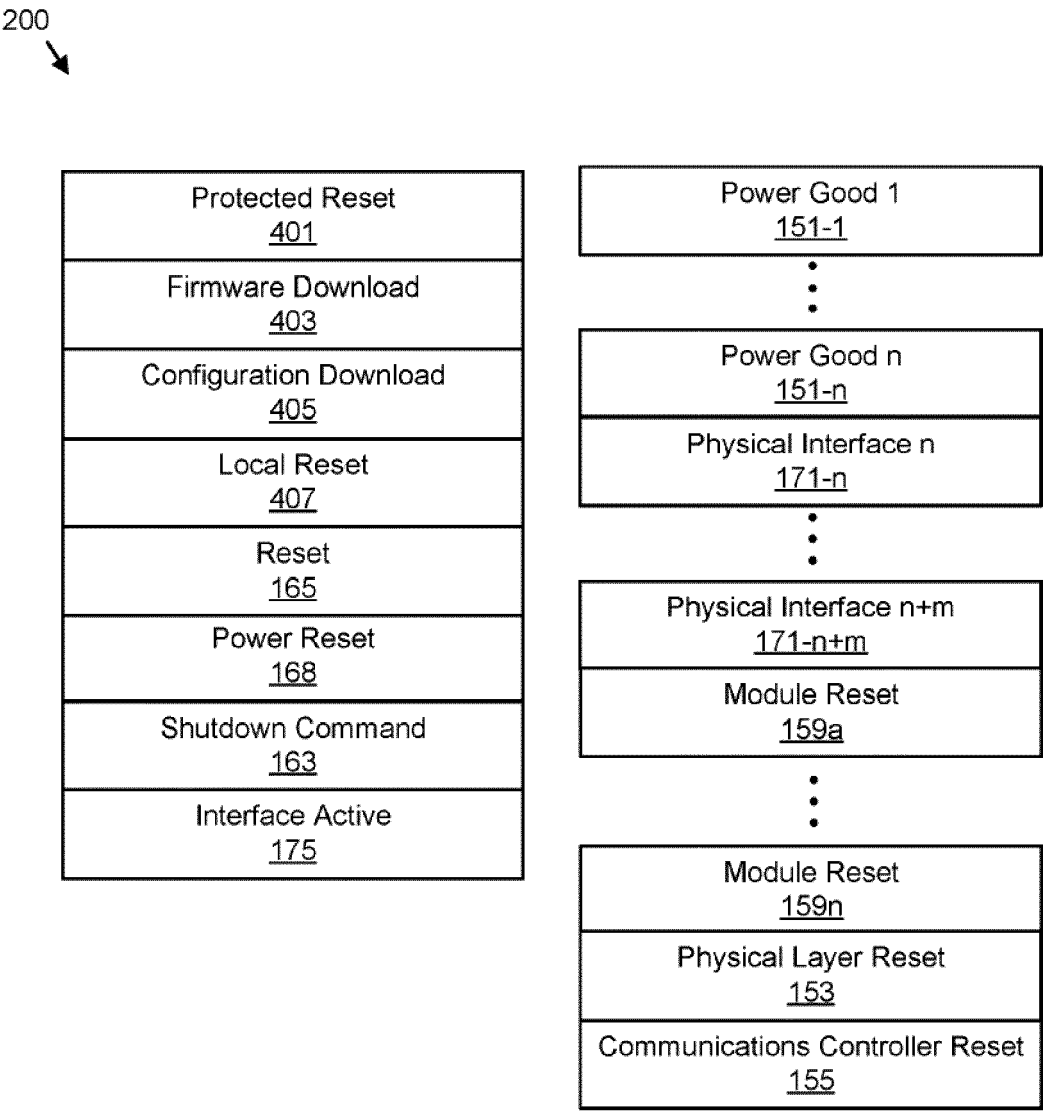 200
Protected Reset
401
Firmware Download
403
Configuration Download
405
Local Reset
407
Reset
165
Power Reset
168
Shutdown Command
163
Interface Active
175
Power Good 1
151-1
Power Good n
151-n
Physical Interface n
171-n
Physical Interface n+m
171-n+m
Module Reset
159a
Module Reset
159n
Physical Layer Reset
153
Communications Controller Reset
155